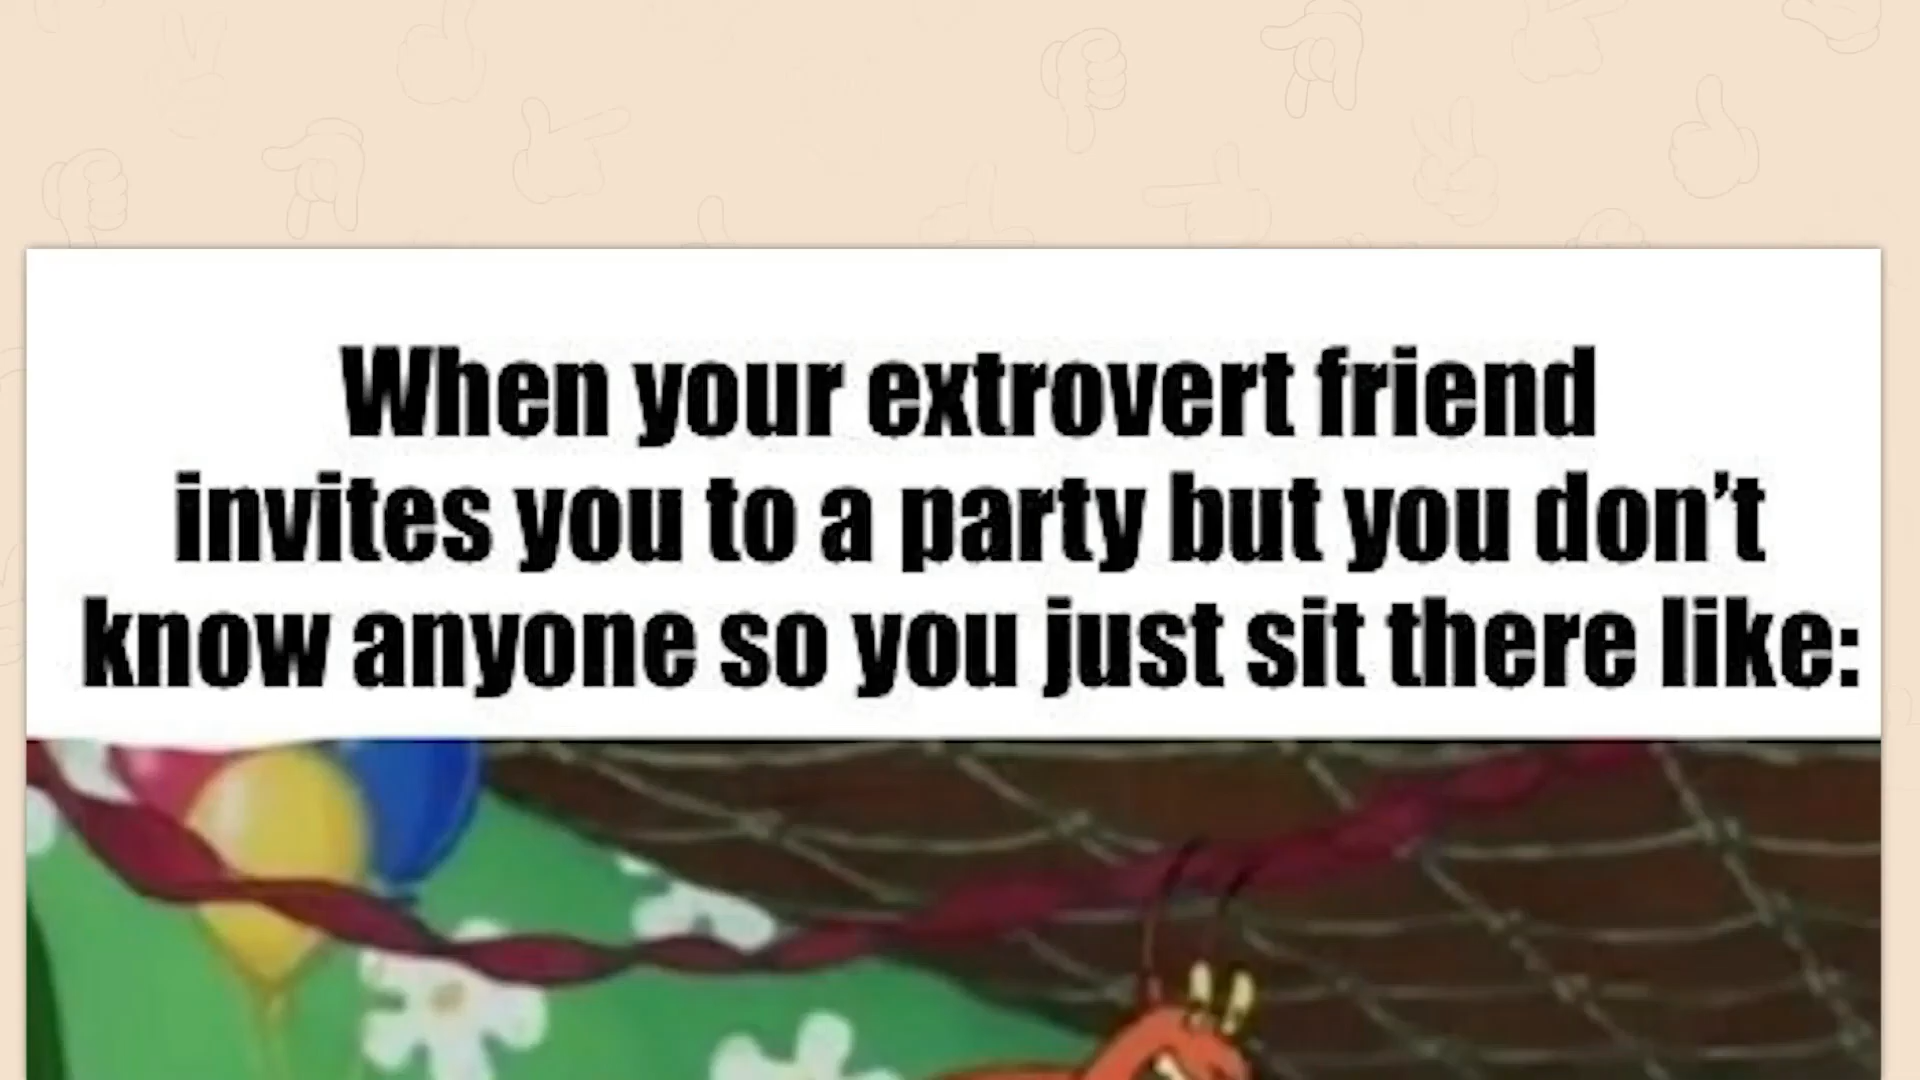 When your extrovert friend
invites you to a party but you don’t
know anyone so you just sit there like: